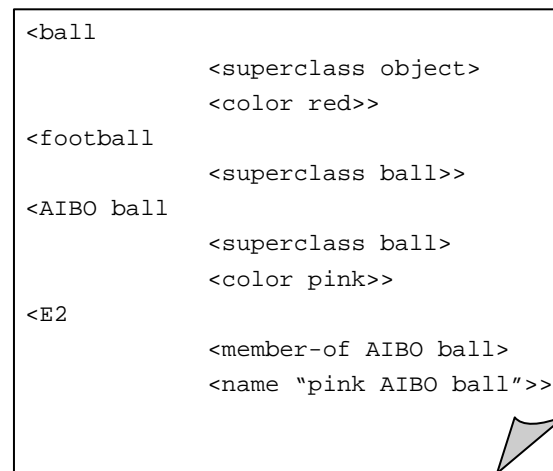 <ball
<superclass object>
<color red>>
<football
<superclass ball>>
<AIBO ball
<superclass ball>
<color pink>>
<E2
<member-of AIBO ball>
<name “pink AIBO ball”>>